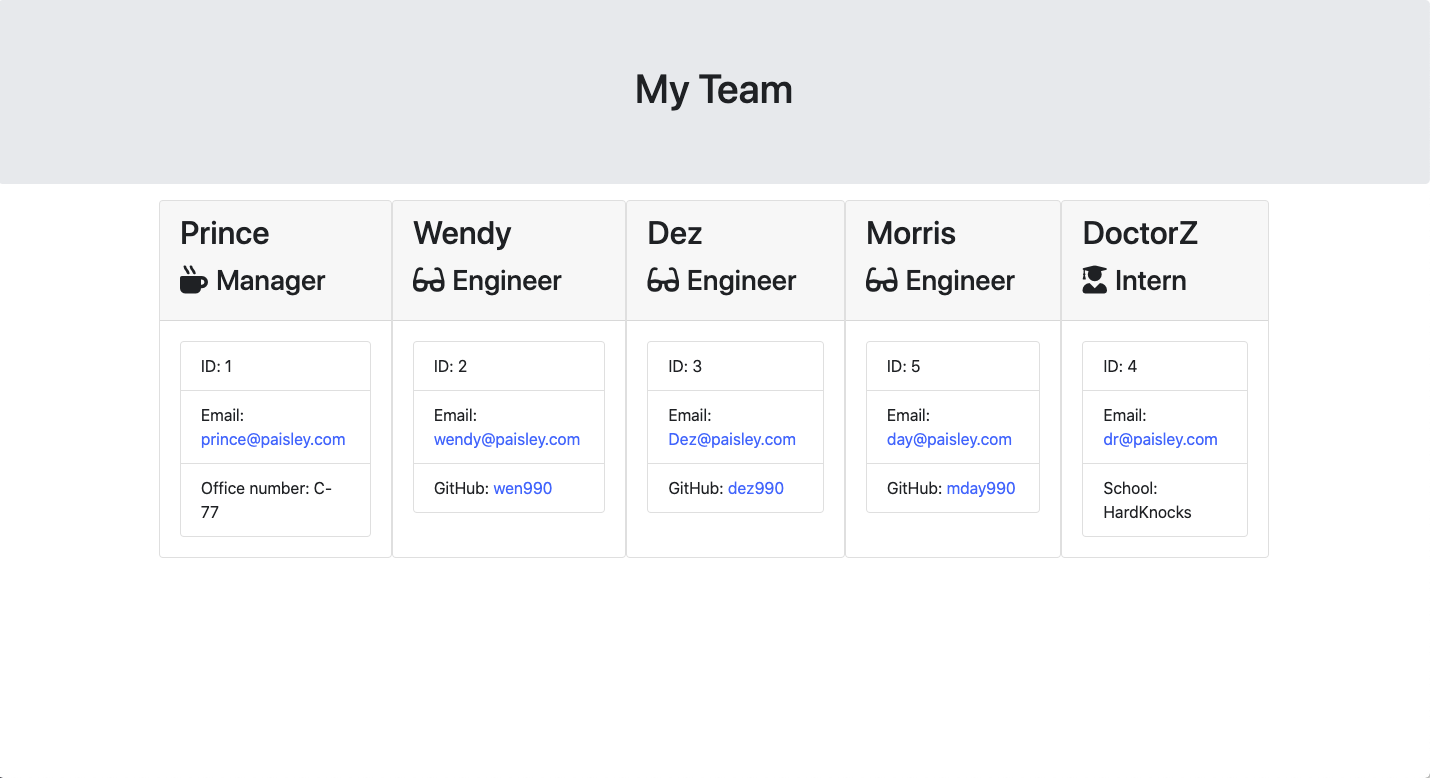 My Team
Prince
Manager
ID: 1
Email:
prince@paisley.com
Office number: C-
77
Wendy
Engineer
ID: 2
Email:
wendy@paisley.com
GitHub: wen990
Dez
Engineer
ID: 3
Email:
Dez@paisley.com
GitHub: dez990
Morris
Engineer
ID: 5
Email:
day@paisley.com
GitHub: mday990
DoctorZ
Intern
ID: 4
Email:
dr@paisley.com
School:
HardKnocks